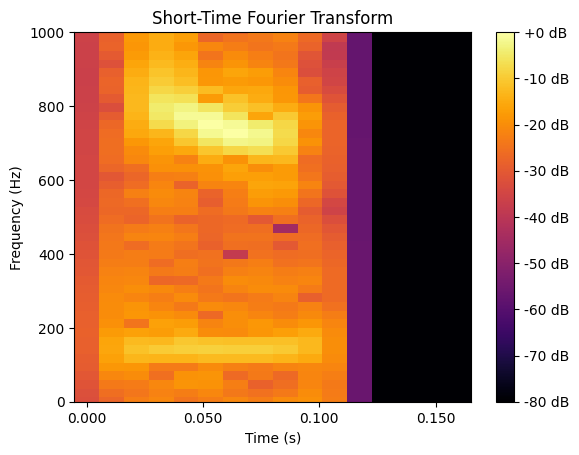 Short-Time Fourier Transform
Frequency (Hz)
1000
800
600
400
200
0
0.000
0.050
0.100
0.150
Time (s)
+0 dB
-10 dB
-20 dB
-30 dB
-40 dB
-50 dB
-60 dB
-70 dB
-80 dB